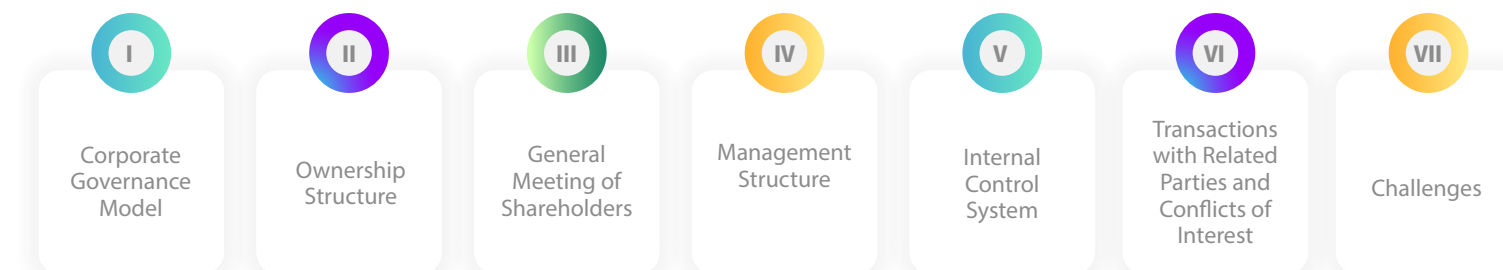 I
Corporate
Governance
Model
II
Ownership
Structure
III
General
Meeting of
Shareholders
IV
Management
Structure
V
Internal
Control
System
VI
Transactions
with Related
Parties and
Conflicts of
Interest
VII
Challenges